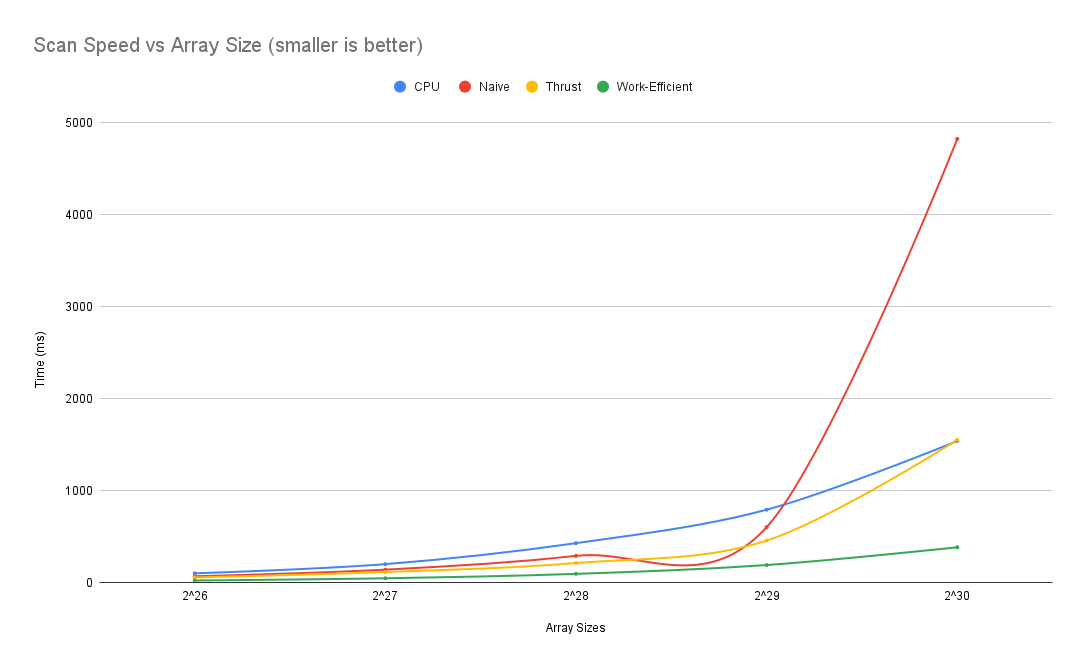 Scan Speed vs Array Size (smaller is better)
CPU Naive Thrust Work-Efficient
5000
4000
3000
2000
1000
0
Time (ms)
2^26 2^27 2^28 2^29 2^30
Array Sizes